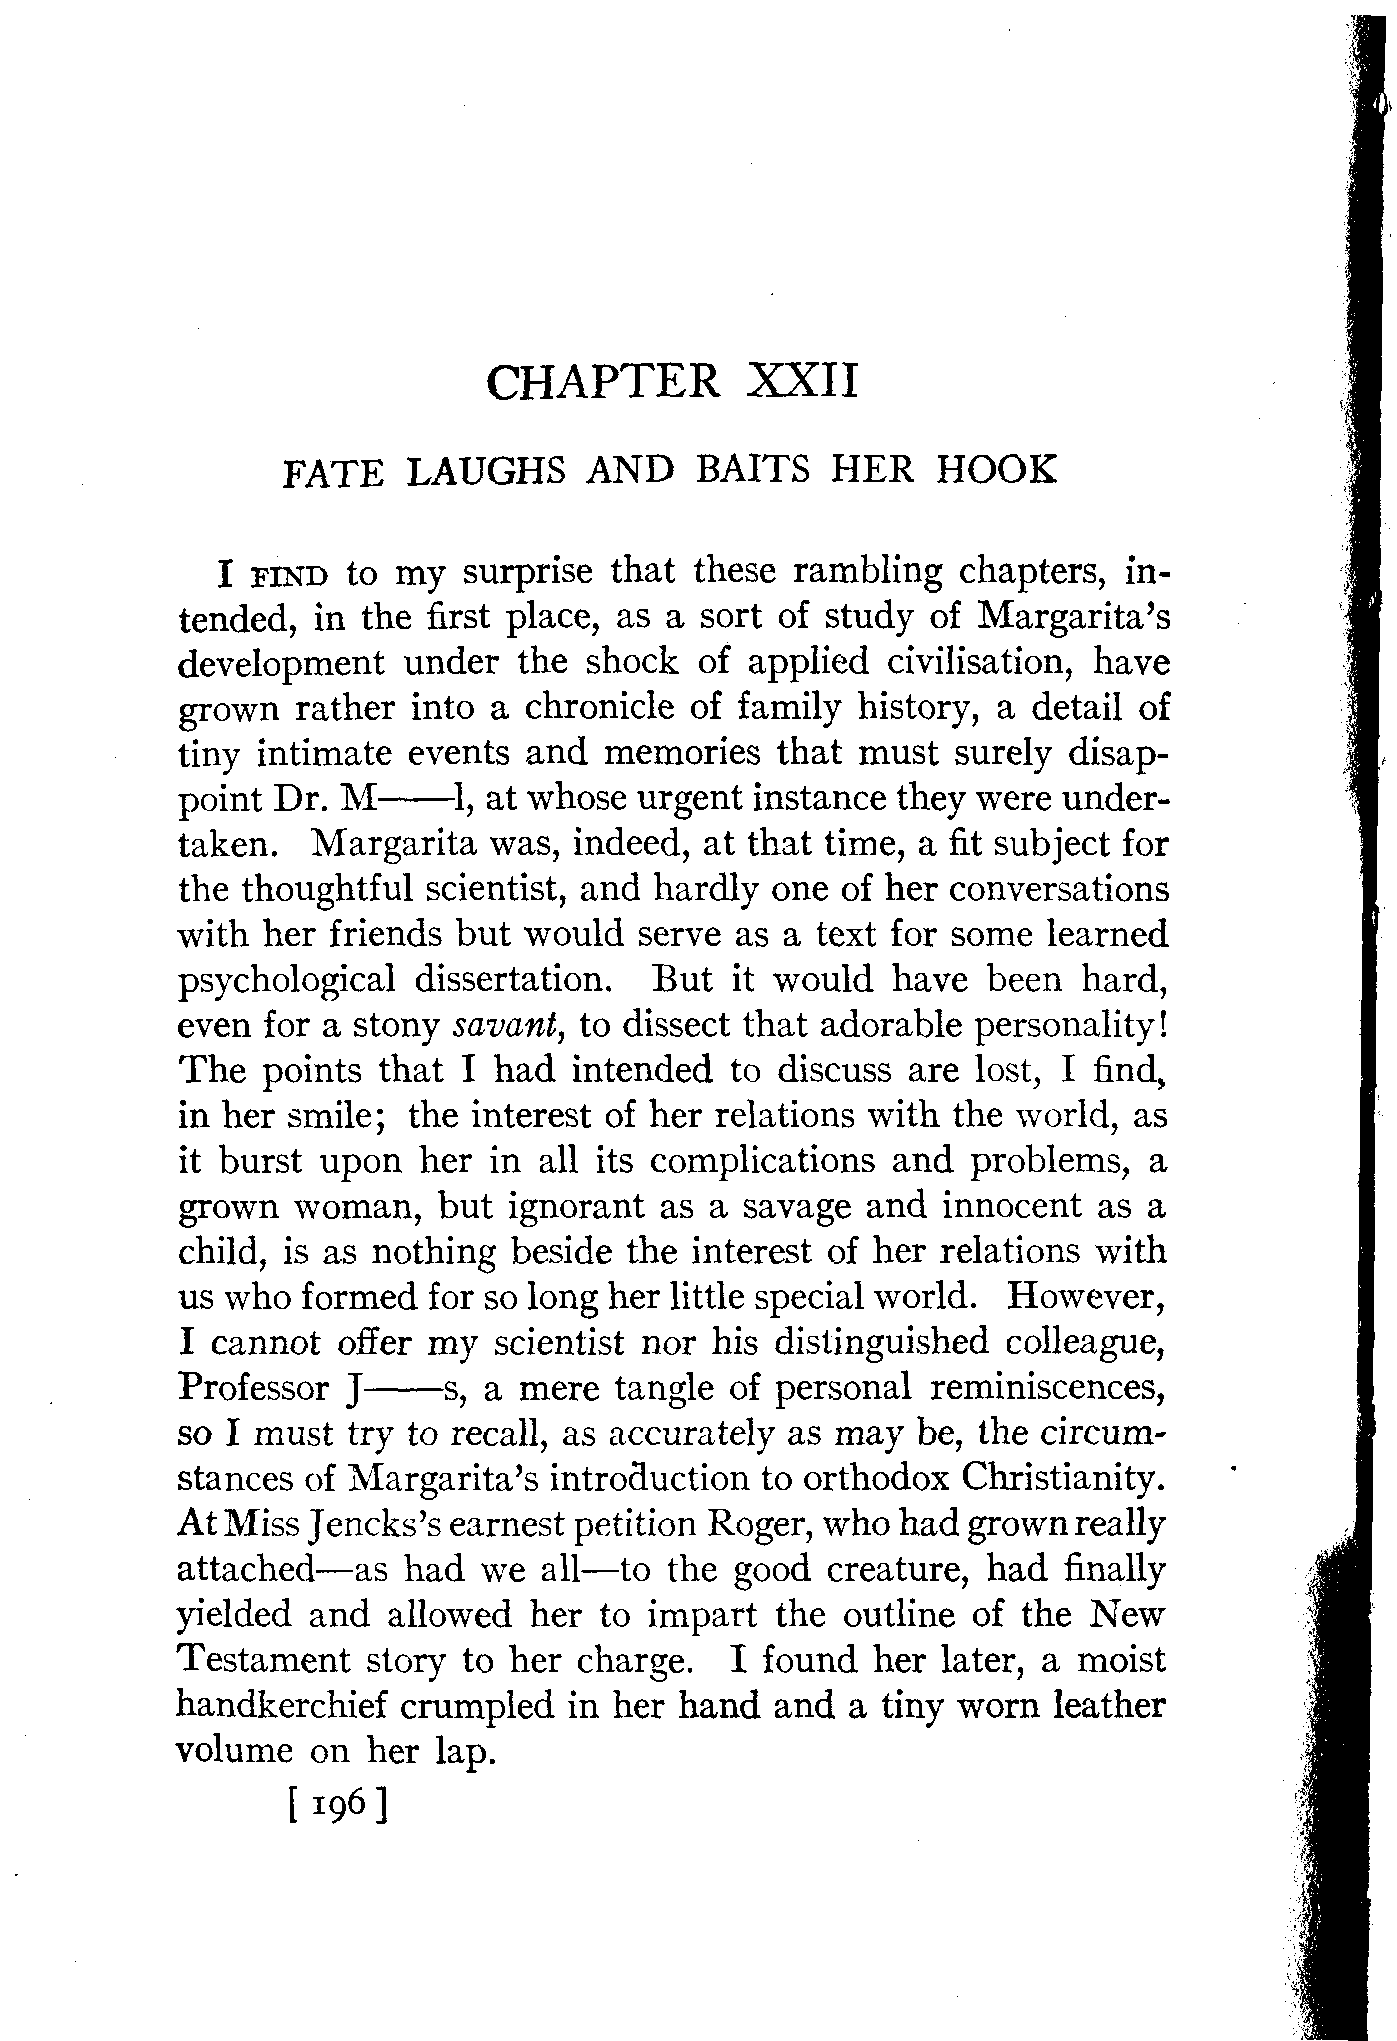 CHAPTER XXII
FATE LAUGHS AND BAITS HER HOOK
I FIND to my surprise that these rambling chapters, in-
tended, in the first place, as a sort of study of Margarita's
development under the shock of applied civilisation, have
grown rather into a chronicle of family history, a detail of
tiny intimate events and memories that must surely disap-
point Dr. M——l, at whose urgent instance they were under-
taken. Margarita was, indeed, at that time, a fit subject for
the thoughtful scientist, and hardly one of her conversations
with her friends but would serve as a text for some learned
psychological dissertation. But it would have been hard,
even for a stony savant, to dissect that adorable personality!
The points that I had intended to discuss are lost, I find,
in her smile; the interest of her relations with the world, as
it burst upon her in all its complications and problems, a
grown woman, but ignorant as a savage and innocent as a
child, is as nothing beside the interest of her relations with
us who formed for so long her little special world. However,
I cannot offer my scientist nor his distinguished colleague,
Professor J——s, a mere tangle of personal reminiscences,
so I must try to recall, as accurately as may be, the circum-
stances of Margarita's introduction to orthodox Christianity.
At Miss Jencks's earnest petition Roger, who had grown really
attached—as had we all—to the good creature, had finally
yielded and allowed her to impart the outline of the New
Testament story to her charge. I found her later, a moist
handkerchief crumpled in her hand and a tiny worn leather
volume on her lap.
[ 196 ]